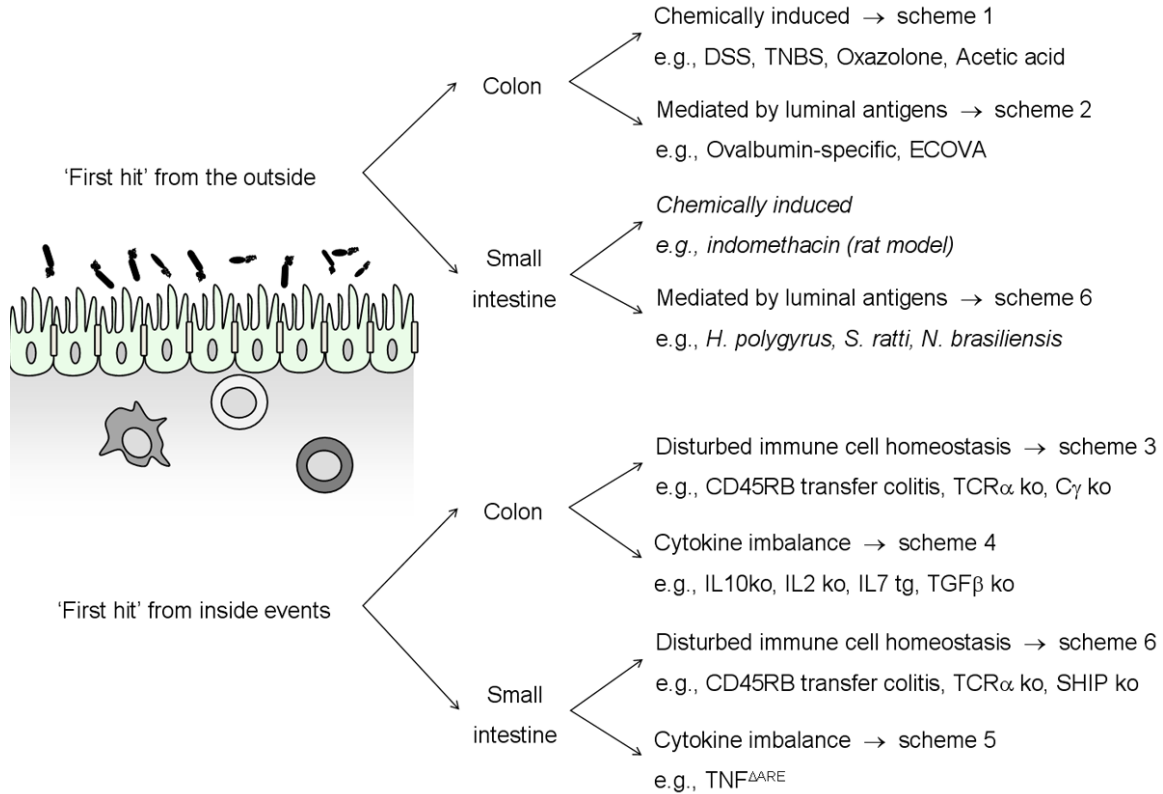 Chemically induced → scheme 1
e.g., DSS, TNBS, Oxazolone, Acetic acid
Colon
Mediated by luminal antigens → scheme 2
e.g., Ovalbumin-specific, ECOVA
‘First hit’ from the outside
Chemically induced
e.g., indomethacin (rat model)
Small
intestine
Mediated by luminal antigens → scheme 6
e.g., H. polygyrus, S. ratti, N. brasiliensis
Disturbed immune cell homeostasis → scheme 3
e.g., CD45RB transfer colitis, TCRα ko, Cγ ko
Colon
Cytokine imbalance → scheme 4
e.g., IL10ko, IL2 ko, IL7 tg, TGFβ ko
‘First hit’ from inside events
Disturbed immune cell homeostasis → scheme 6
e.g., CD45RB transfer colitis, TCRα ko, SHIP ko
Small
intestine
Cytokine imbalance → scheme 5
e.g., TNFΔARE